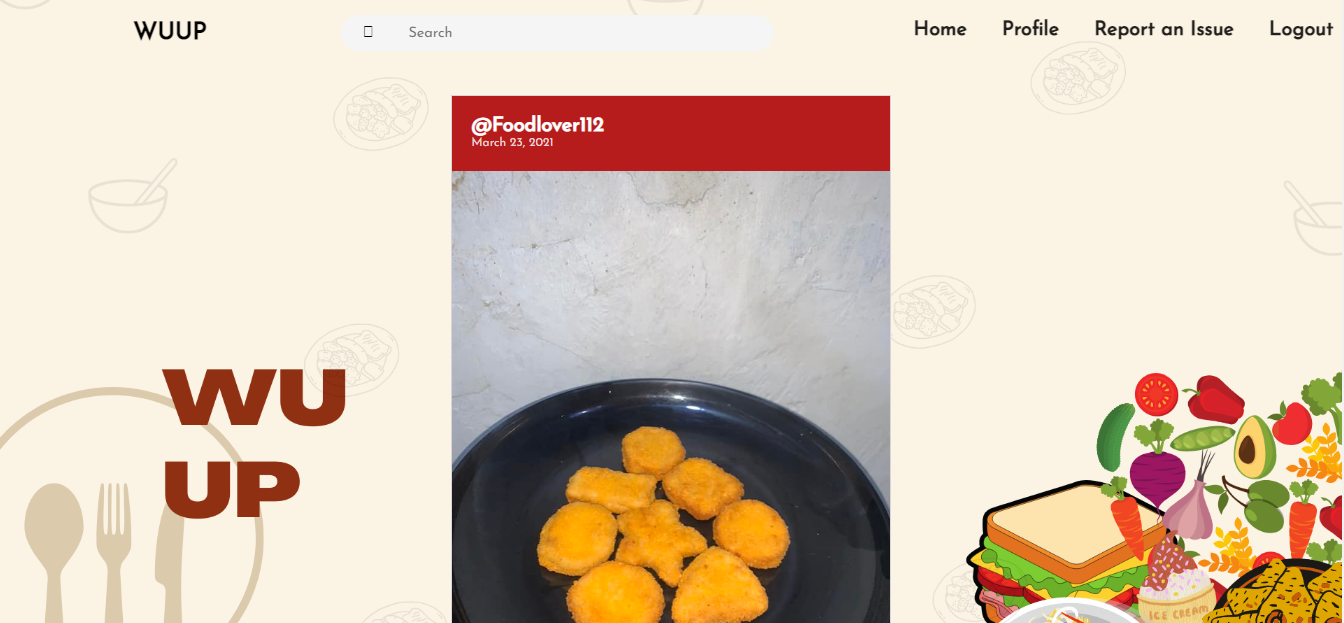 WUUP
Search
Home
Profile
Report an Issue
Logout
@Foodlover112
March 23, 2021
WU
UP
ICE CREAM